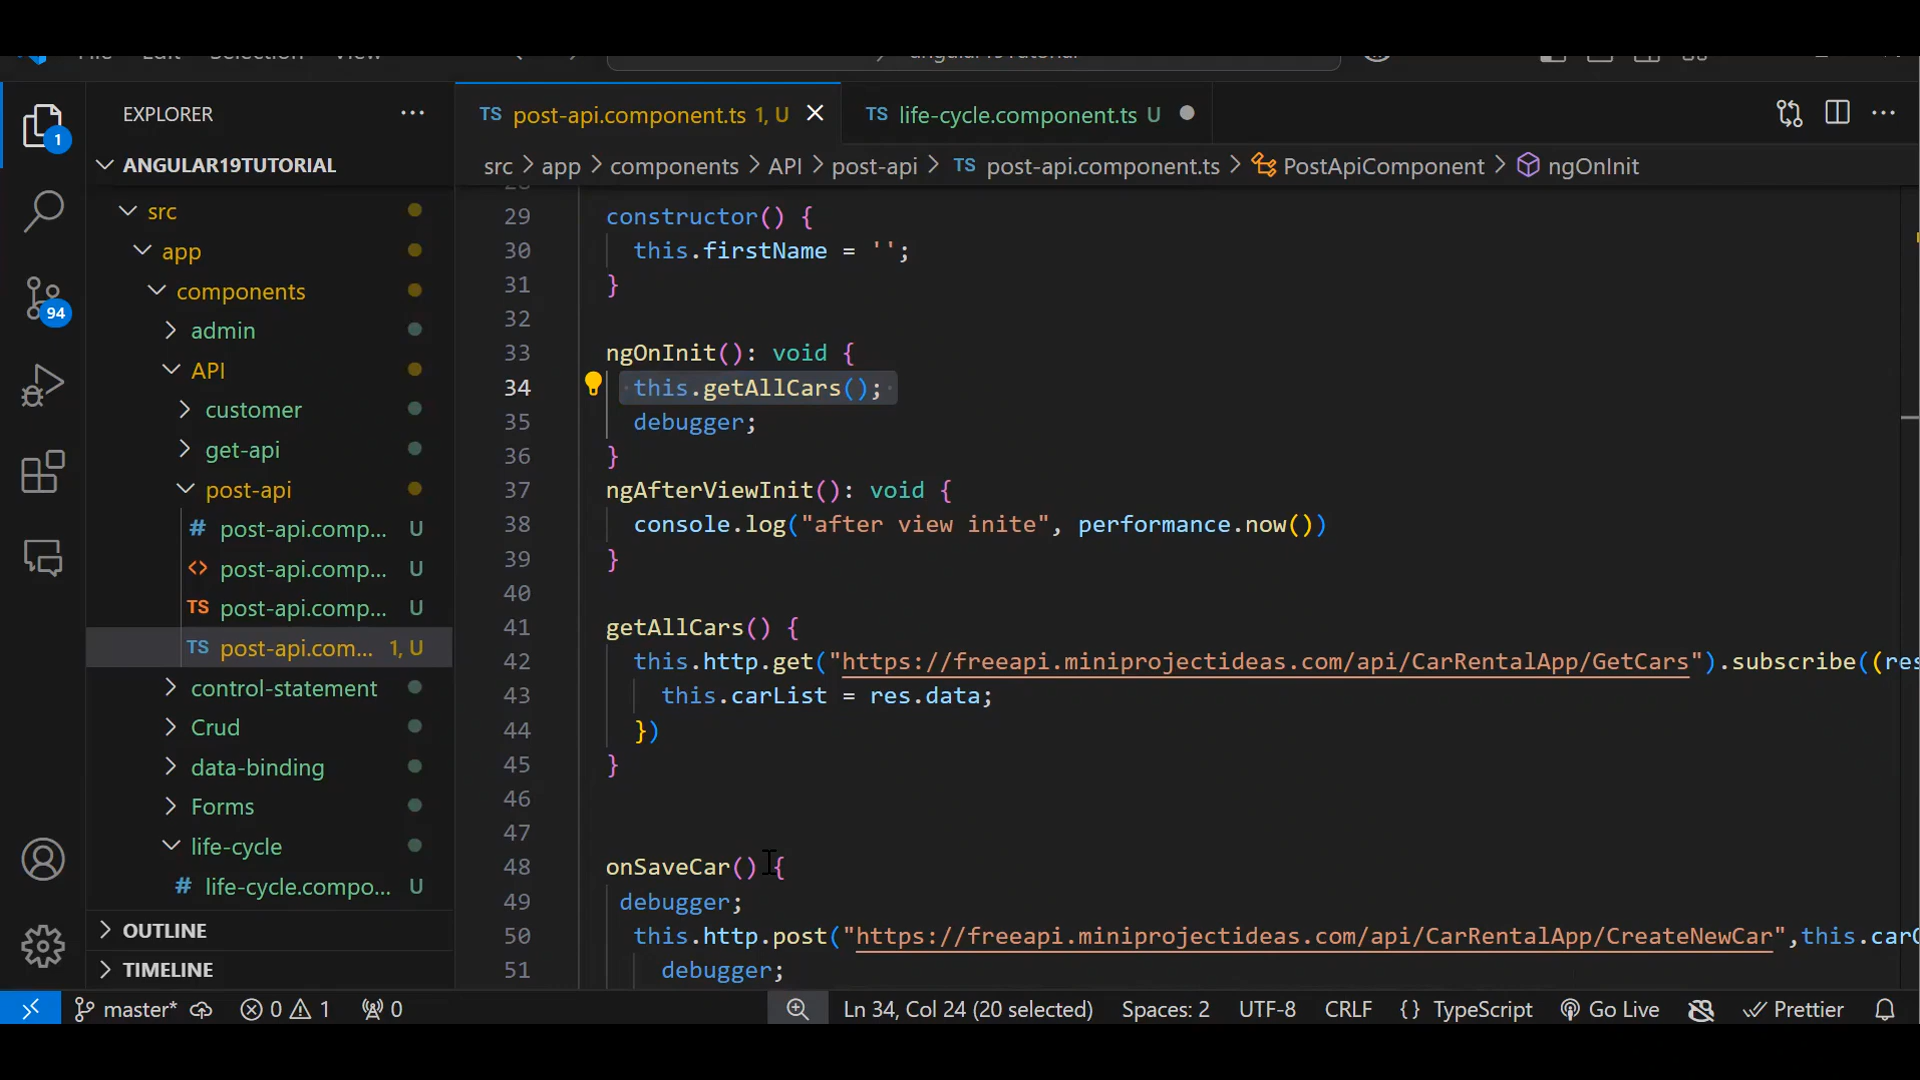 EXPLORER
ANGULAR19TUTORIAL
src
app
components
admin
API
customer
get-api
post-api
post-api.comp... U
post-api.comp... U
post-api.comp... U
post-api.com... 1, U
control-statement
Crud
data-binding
Forms
life-cycle
life-cycle.compo... U
OUTLINE
TIMELINE
1
94
TS post-api.component.ts 1, U
TS life-cycle.component.ts U
src > app > components > API > post-api > TS post-api.component.ts > PostApiComponent > ngOnInit
29 constructor() {
30 this.firstName = '';
31 }
32
33 ngOnInit(): void {
34 this.getAllCars();
35 debugger;
36 }
37 ngAfterViewInit(): void {
38 console.log("after view inite", performance.now())
39 }
40
41 getAllCars() {
42 this.http.get("https://freeapi.miniprojectideas.com/api/CarRentalApp/GetCars").subscribe((res
43 this.carList = res.data;
44 })
45 }
46
47
48 onSaveCar() {
49 debugger;
50 this.http.post("https://freeapi.miniprojectideas.com/api/CarRentalApp/CreateNewCar",this.car
51 debugger;
master* 0 1 0 Ln 34, Col 24 (20 selected) Spaces: 2 UTF-8 CRLF {} TypeScript Go Live Prettier